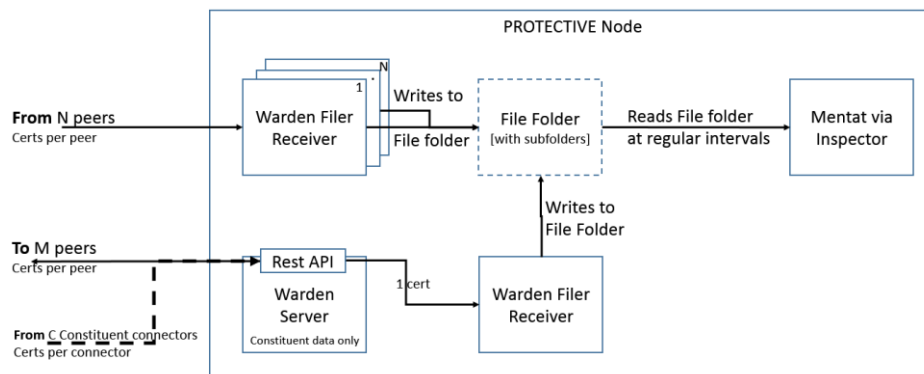 PROTECTIVE Node
N
.
1
Warden Filer
Receiver
From N peers
Certs per peer
Writes to
File folder
File Folder
[with subfolders]
Reads File folder
at regular intervals
Mentat via
Inspector
Writes to
File Folder
To M peers
Certs per peer
Rest API
Warden
Server
Constituent data only
1 cert
Warden Filer
Receiver
From C Constituent connectors
Certs per connector